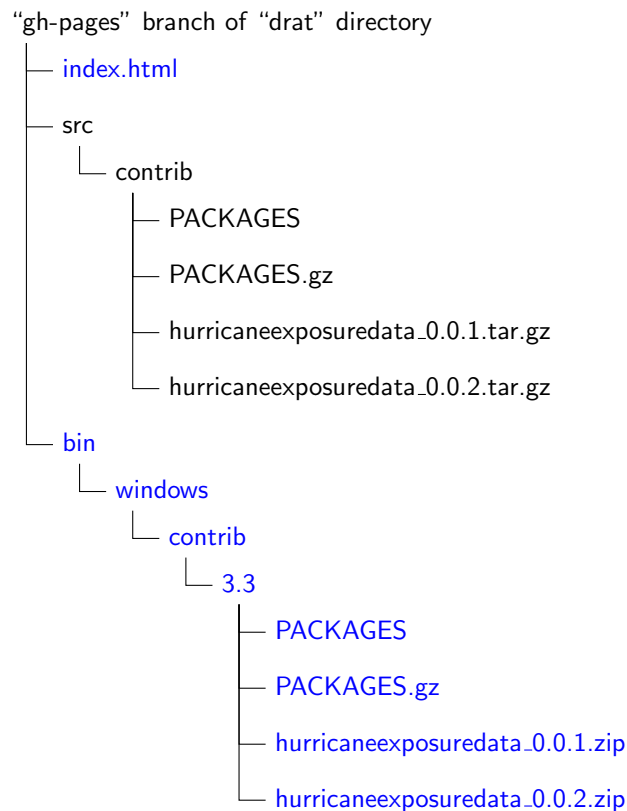 “gh-pages” branch of “drat” directory
index.html
src
contrib
PACKAGES
PACKAGES.gz
hurricaneexposuredata_0.0.1.tar.gz
hurricaneexposuredata_0.0.2.tar.gz
bin
windows
contrib
3.3
PACKAGES
PACKAGES.gz
hurricaneexposuredata_0.0.1.zip
hurricaneexposuredata_0.0.2.zip